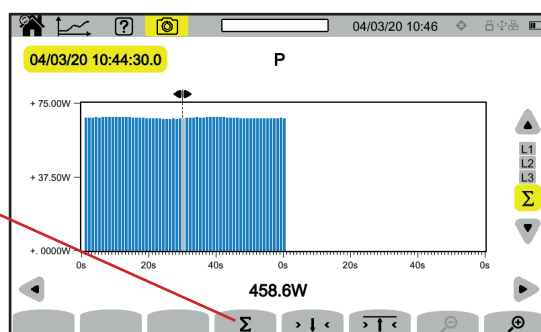 ?
04/03/20 10:46
04/03/20 10:44:30.0
P
+ 75.00W
+ 37.50W
+. 0000W
0s 20s 40s 0s 20s 40s 0s
458.6W
L1
L2
L3
Σ
Σ